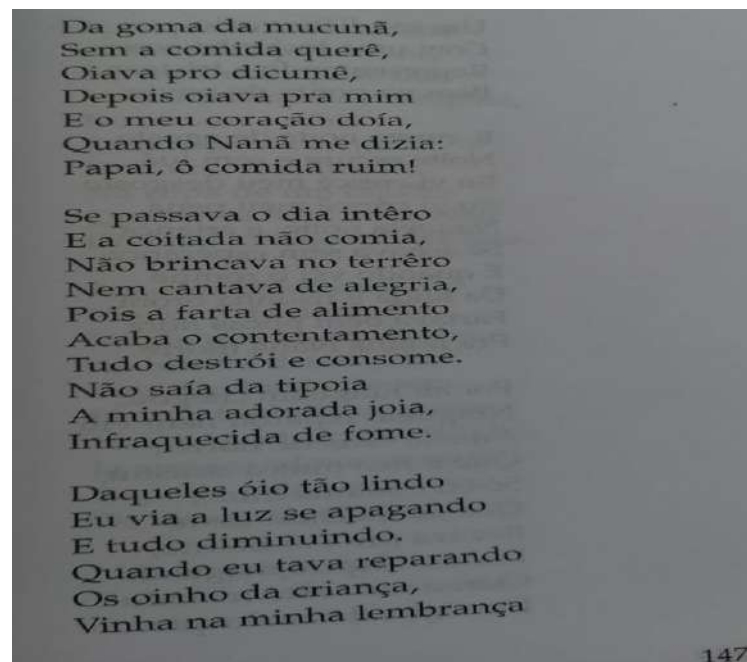 Da goma da mucunã,
Sem a comida querê,
Oiava pro dicumê,
Depois oiava pra mim
E o meu coração doía,
Quando Nanã me dizia:
Papai, ô comida ruim!
Se passava o dia intêro
E a coitada não comia,
Não brincava no terrêro
Nem cantava de alegria,
Pois a farta de alimento
Acaba o contentamento,
Tudo destrói e consome.
Não saía da tipoia
A minha adorada joia,
Infraquecida de fome.
Daqueles óio tão lindo
Eu via a luz se apagando
E tudo diminuindo.
Quando eu tava reparando
Os oinho da criança,
Vinha na minha lembrança
147